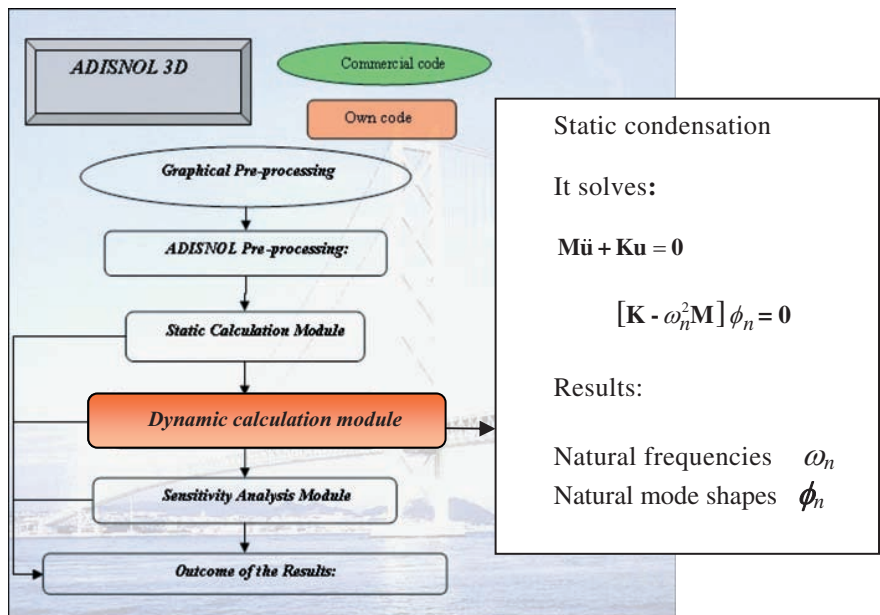 ADISNOL 3D
Commercial code
Own code
Graphical Pre-processing
ADISNOL Pre-processing:
Static Calculation Module
Dynamic calculation module
Sensitivity Analysis Module
Outcome of the Results:
Static condensation
It solves:
Mü + Ku = 0
[K - ω_n^2 M] ϕ_n = 0
Results:
Natural frequencies ω_n
Natural mode shapes ϕ_n